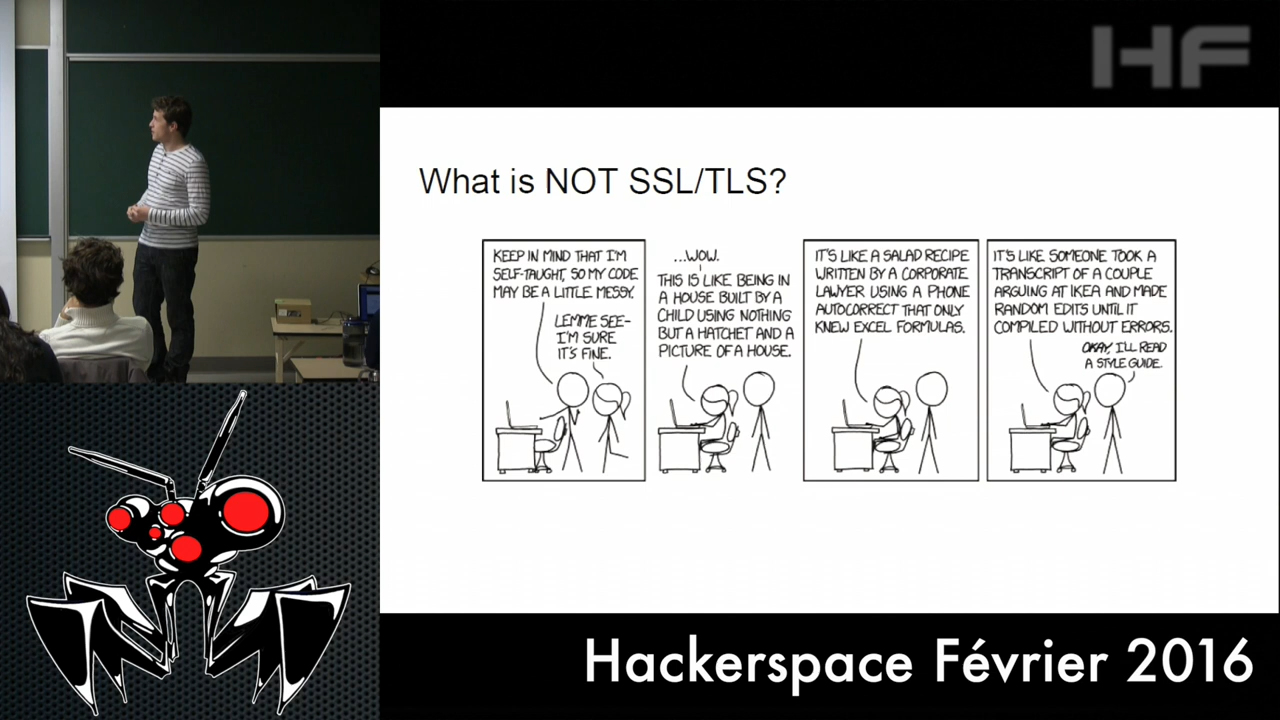 HF
What is NOT SSL/TLS?
KEEP IN MIND THAT I'M
SELF-TAUGHT, SO MY CODE
MAY BE A LITTLE MESSY.
LEMME SEE-
I'M SURE
IT'S FINE.
...WOW.
THIS IS LIKE BEING IN
A HOUSE BUILT BY A
CHILD USING NOTHING
BUT A HATCHET AND A
PICTURE OF A HOUSE.
IT'S LIKE A SALAD RECIPE
WRITTEN BY A CORPORATE
LAWYER USING A PHONE
AUTOCORRECT THAT ONLY
KNEW EXCEL FORMULAS.
IT'S LIKE SOMEONE TOOK A
TRANSCRIPT OF A COUPLE
ARGUING AT IKEA AND MADE
RANDOM EDITS UNTIL IT
COMPILED WITHOUT ERRORS.
OKAY, I'LL READ
A STYLE GUIDE.
Hackerspace Février 2016